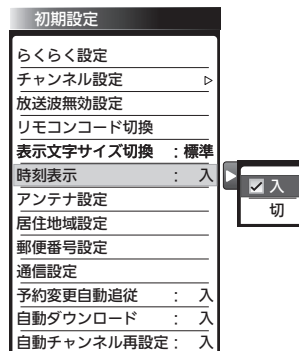 初期設定
らくらく設定
チャンネル設定
放送波無効設定
リモコンコード切換
表示文字サイズ切換 : 標準
時刻表示 : 入
入
切
アンテナ設定
居住地域設定
郵便番号設定
通信設定
予約変更自動追従 : 入
自動ダウンロード : 入
自動チャンネル再設定 : 入